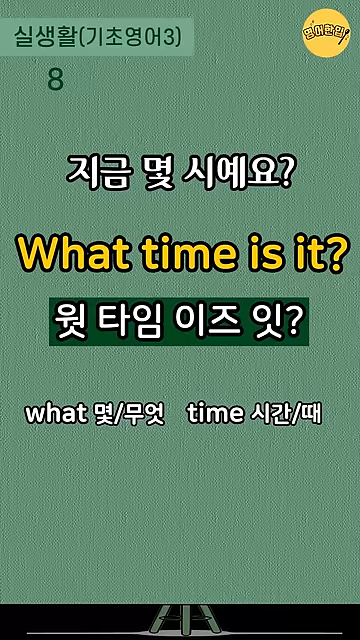 실생활(기초영어3)
영어한입
8
지금 몇 시예요?
What time is it?
웟 타임 이즈 잇?
what 몇/무엇 time 시간/때